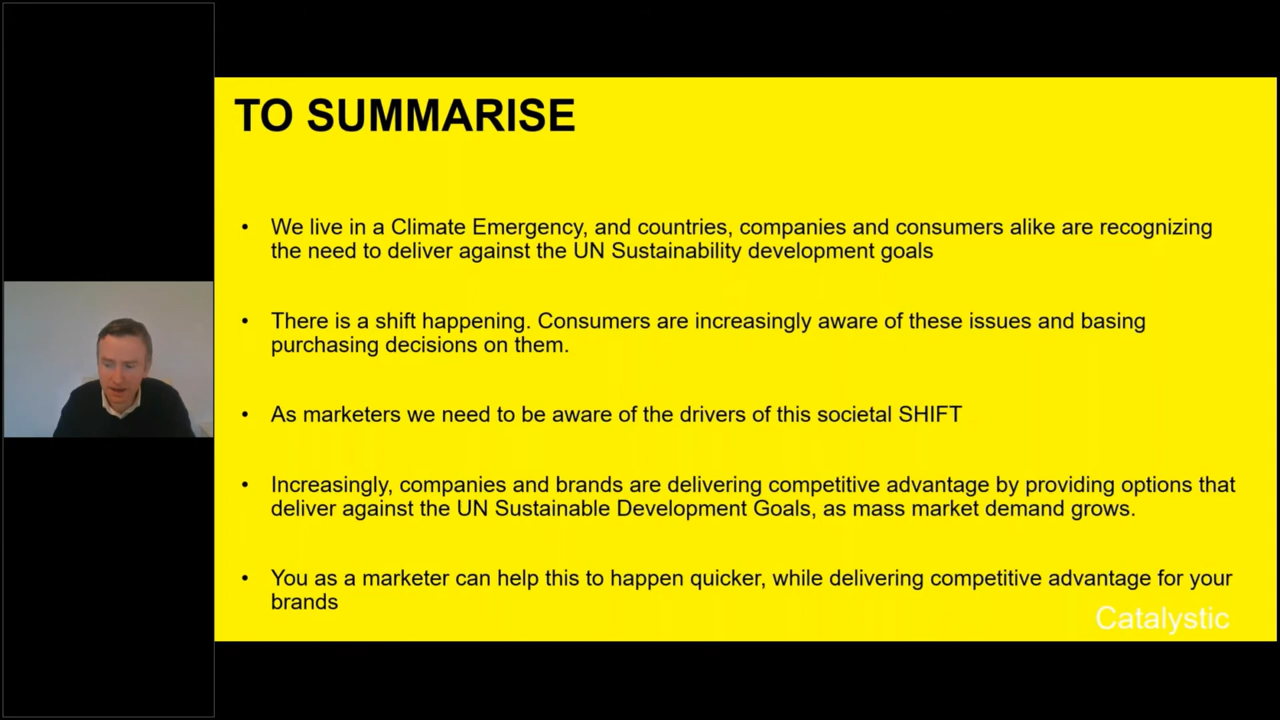 TO SUMMARISE
• We live in a Climate Emergency, and countries, companies and consumers alike are recognizing
the need to deliver against the UN Sustainability development goals
• There is a shift happening. Consumers are increasingly aware of these issues and basing
purchasing decisions on them.
• As marketers we need to be aware of the drivers of this societal SHIFT
• Increasingly, companies and brands are delivering competitive advantage by providing options that
deliver against the UN Sustainable Development Goals, as mass market demand grows.
• You as a marketer can help this to happen quicker, while delivering competitive advantage for your
brands
Catalystic